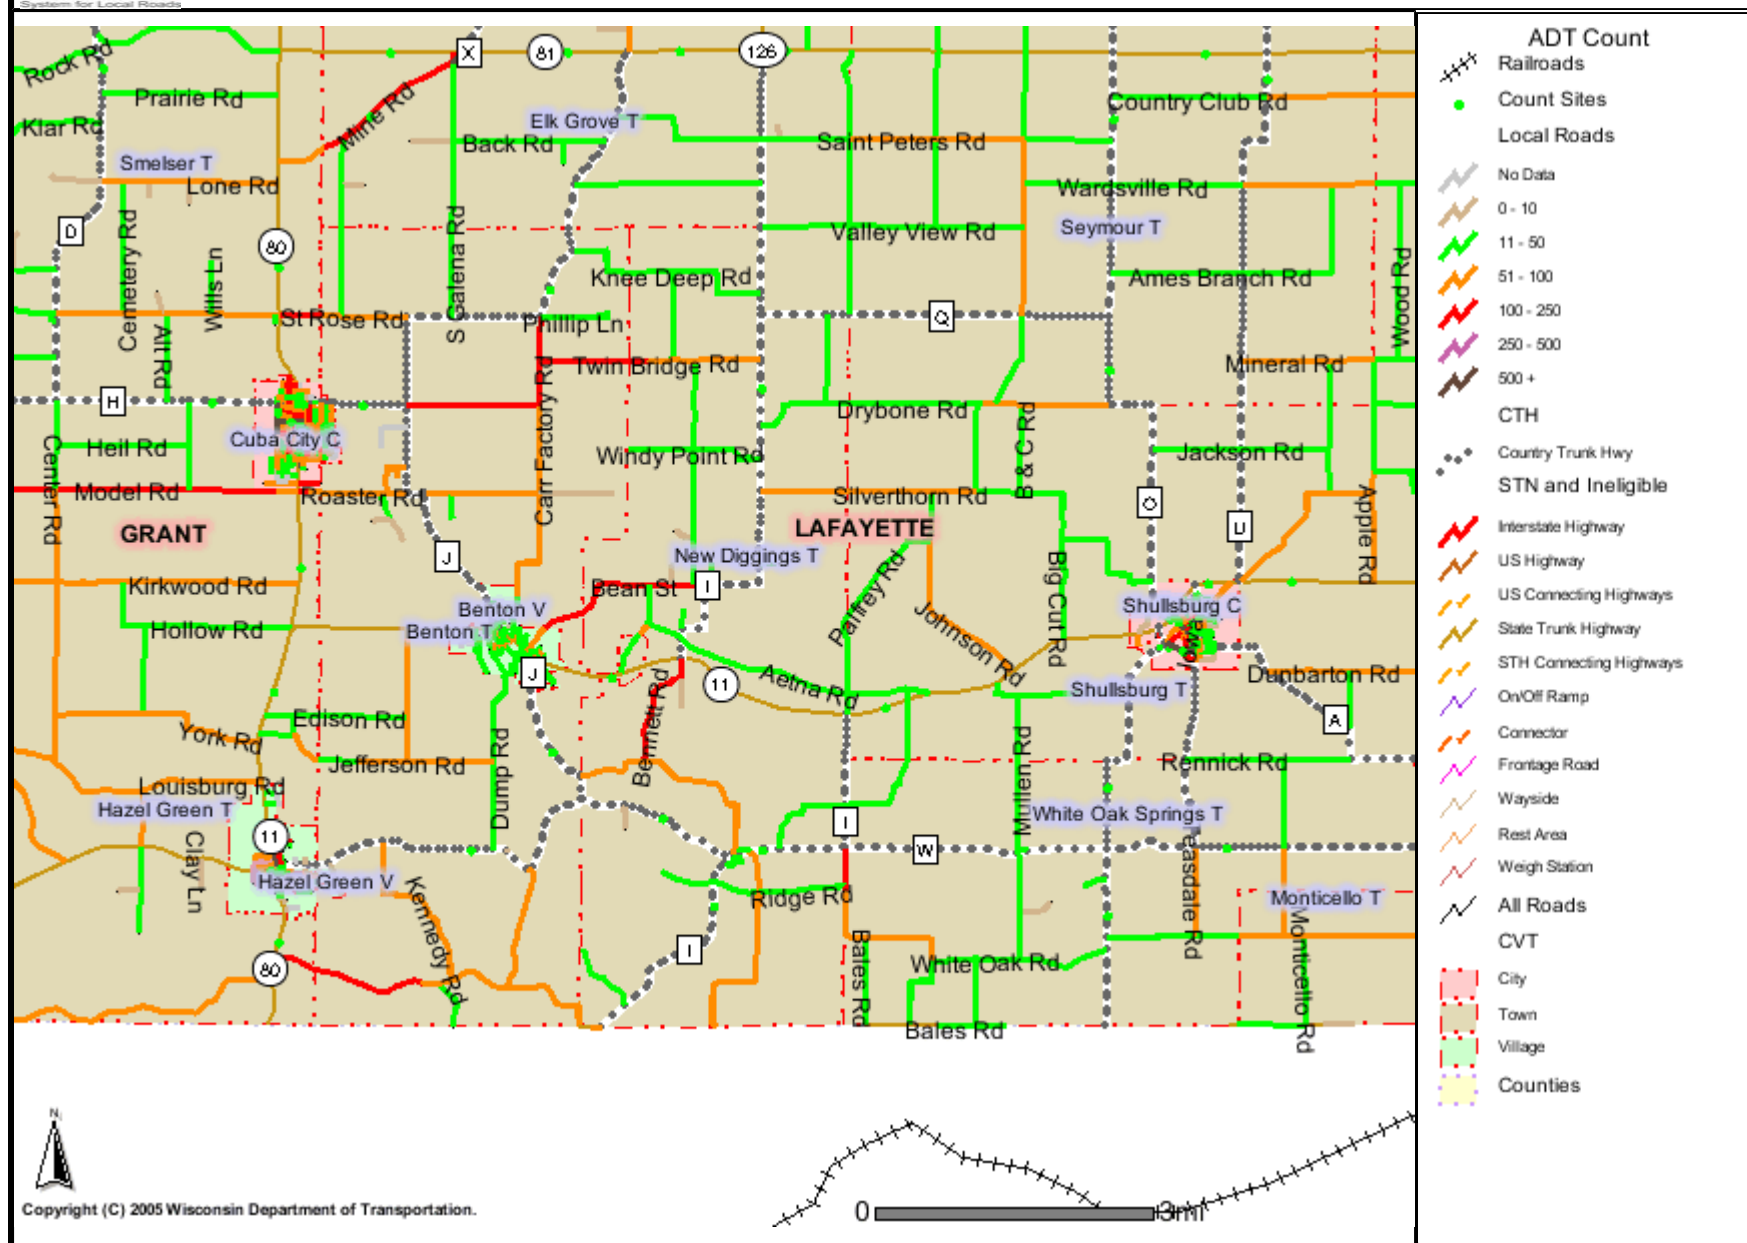 System for Local Roads
X
81
126
Rock Rd
Prairie Rd
Mine Rd
Country Club Rd
Klar Rd
Elk Grove T
Back Rd
Saint Peters Rd
Smelser T
Lone Rd
Wardsville Rd
D
Cemetery Rd
80
S Galena Rd
Valley View Rd
Seymour T
Wills Ln
Knee Deep Rd
Ames Branch Rd
Wood Rd
St Rose Rd
Phillip Ln
Q
Alt Rd
Carr Factory Rd
Twin Bridge Rd
Mineral Rd
H
Drybone Rd
B & C Rd
Cuba City C
Center Rd
Heil Rd
Windy Point Rd
Jackson Rd
Model Rd
Roaster Rd
Silverthorn Rd
O
U
Apple Rd
GRANT
LAFAYETTE
J
New Diggings T
I
Kirkwood Rd
Bean St
Palfrey Rd
Big Cut Rd
Benton V
Johnson Rd
Shullsburg C
Hollow Rd
Benton T
J
Aetna Rd
11
Dunbarton Rd
Shullsburg T
Bennett Rd
A
Edison Rd
York Rd
Dump Rd
Mullen Rd
Jefferson Rd
Rennick Rd
Louisburg Rd
Hazel Green T
11
I
White Oak Springs T
W
Clay Ln
Hazel Green V
Kennedy Rd
Ridge Rd
Teasdale Rd
Monticello T
Monticello Rd
I
80
Bales Rd
White Oak Rd
Bales Rd
N
Copyright (C) 2005 Wisconsin Department of Transportation.
0
3mi
ADT Count
Railroads
Count Sites
Local Roads
No Data
0 - 10
11 - 50
51 - 100
100 - 250
250 - 500
500 +
CTH
Country Trunk Hwy
STN and Ineligible
Interstate Highway
US Highway
US Connecting Highways
State Trunk Highway
STH Connecting Highways
On/Off Ramp
Connector
Frontage Road
Wayside
Rest Area
Weigh Station
All Roads
CVT
City
Town
Village
Counties